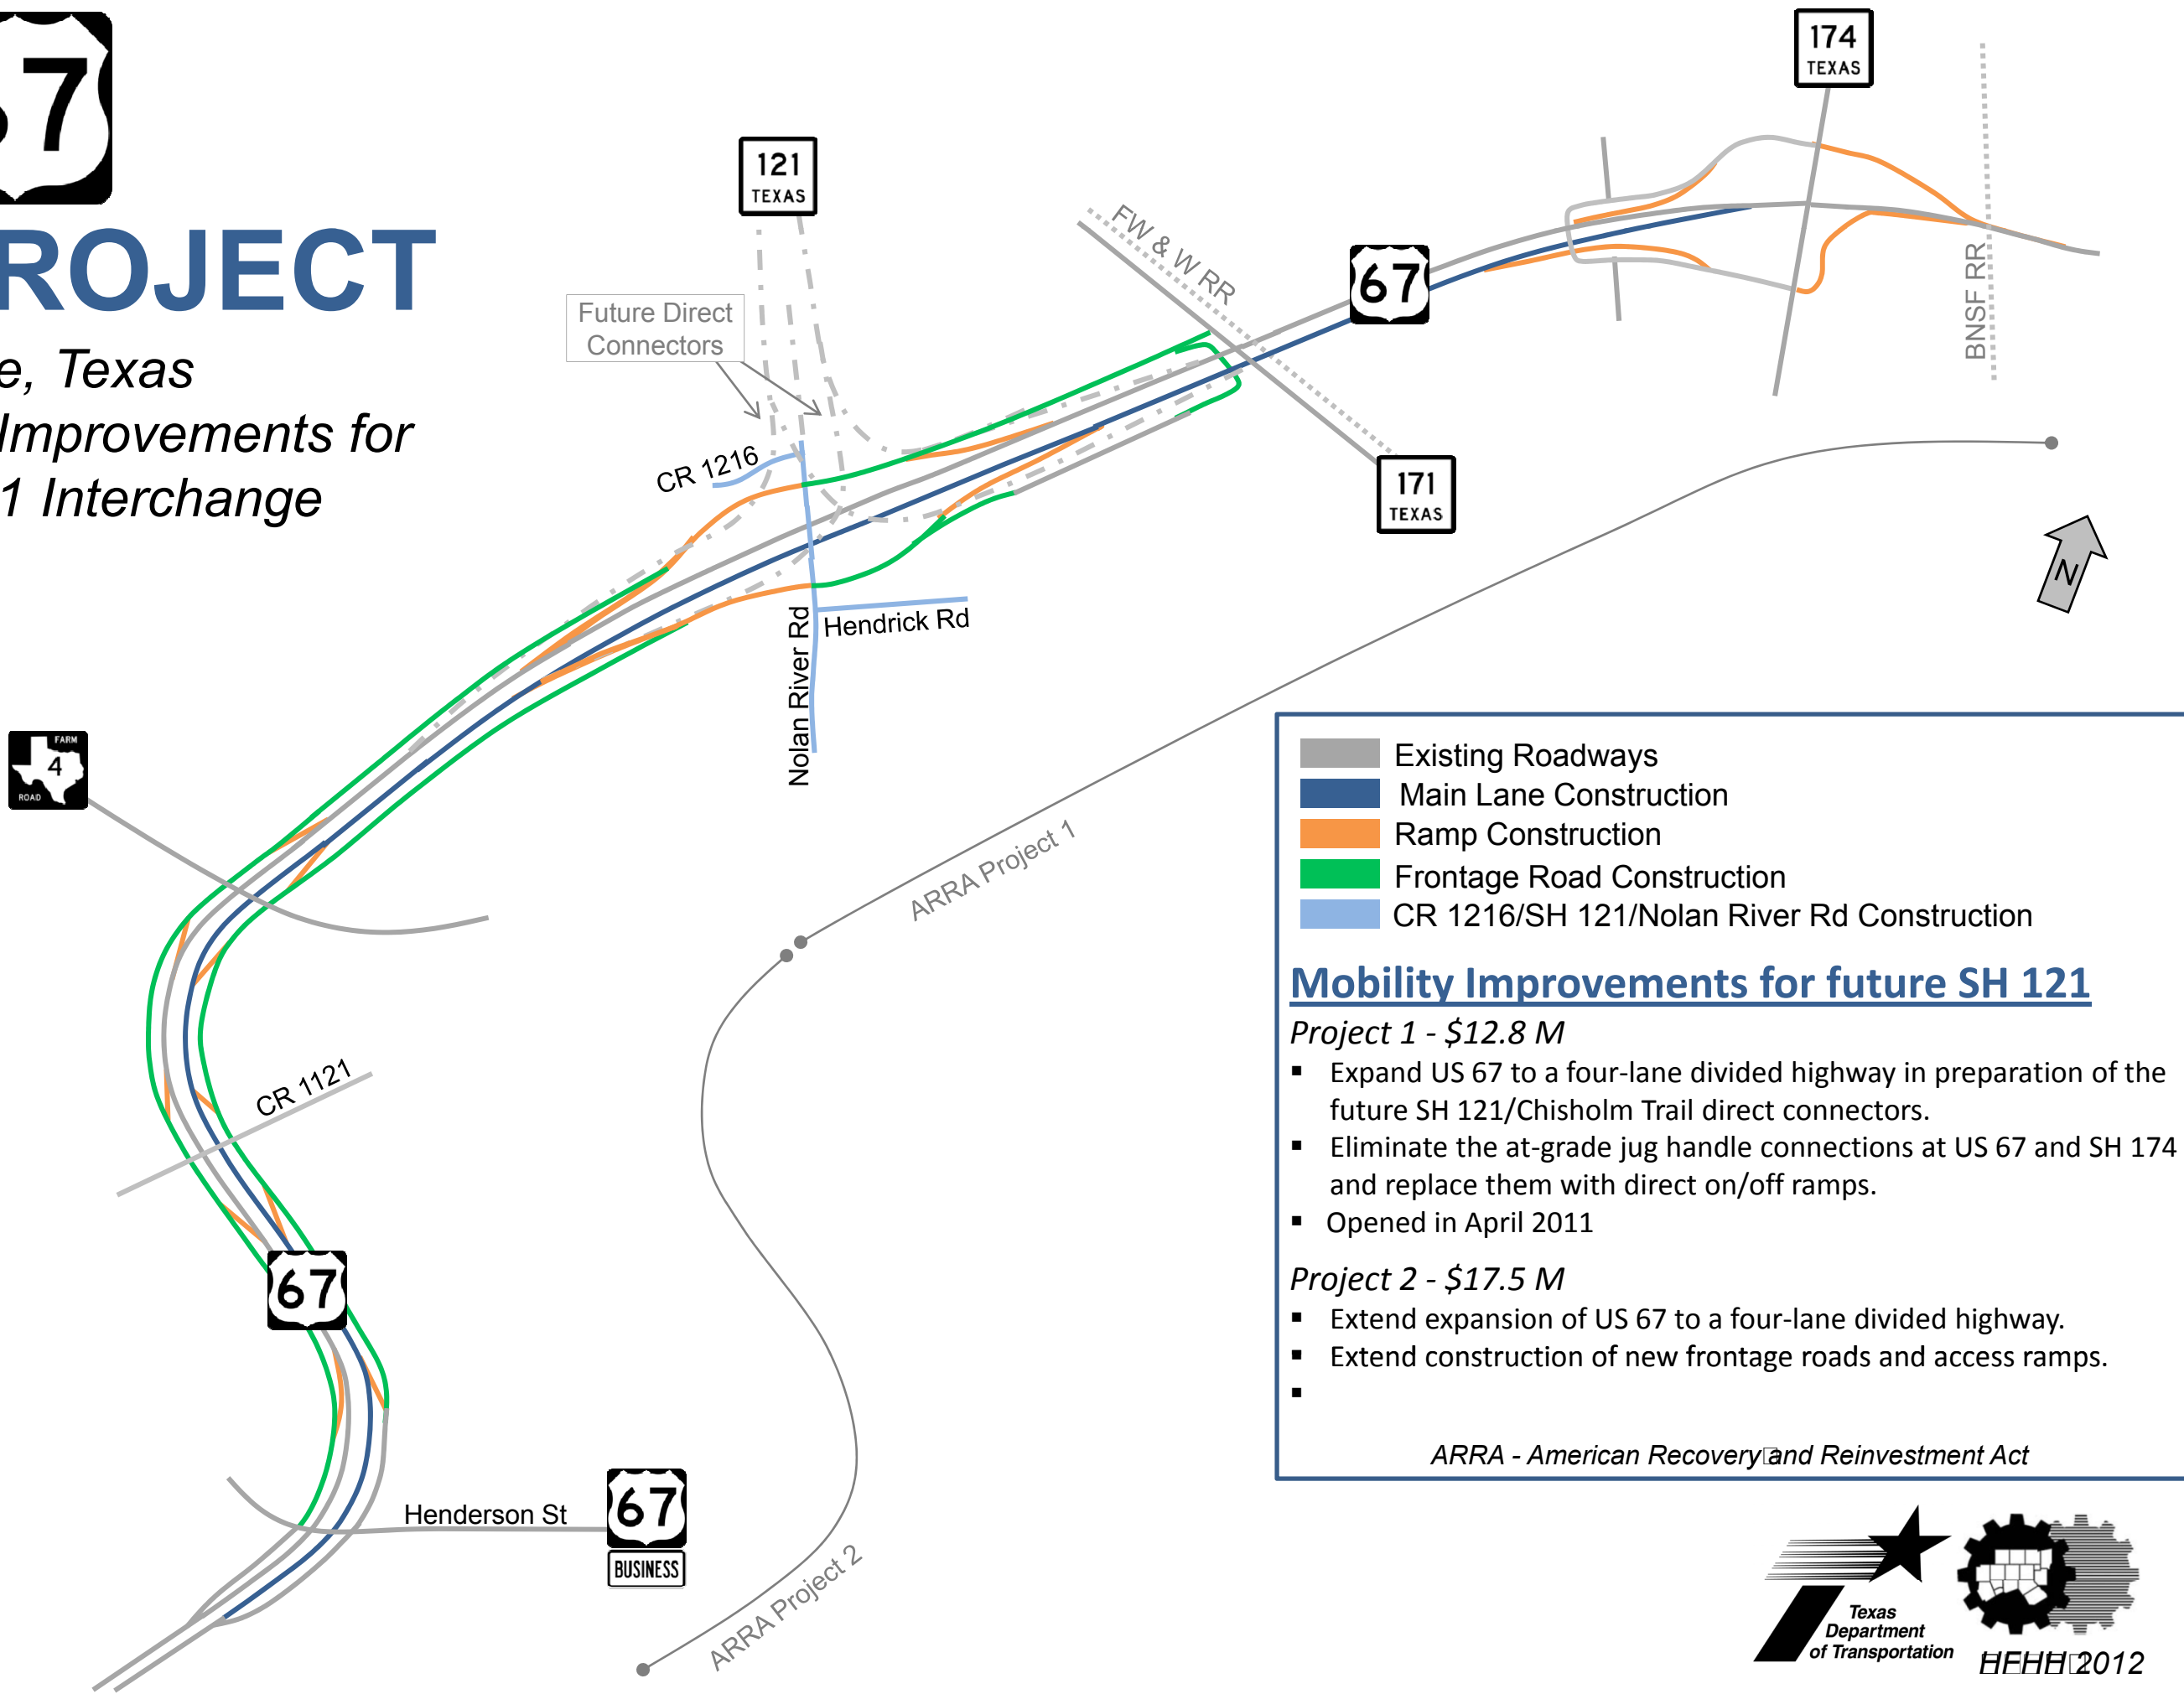 67
ROJECT
e, Texas
Improvements for
1 Interchange
174
TEXAS
121
TEXAS
FW & W RR
67
BNSF RR
Future Direct
Connectors
CR 1216
171
TEXAS
N
Hendrick Rd
Nolan River Rd
FARM
4
ROAD
ARRA Project 1
CR 1121
67
Henderson St
67
BUSINESS
ARRA Project 2
Existing Roadways
Main Lane Construction
Ramp Construction
Frontage Road Construction
CR 1216/SH 121/Nolan River Rd Construction
Mobility Improvements for future SH 121
Project 1 - $12.8 M
▪ Expand US 67 to a four-lane divided highway in preparation of the
future SH 121/Chisholm Trail direct connectors.
▪ Eliminate the at-grade jug handle connections at US 67 and SH 174
and replace them with direct on/off ramps.
▪ Opened in April 2011
Project 2 - $17.5 M
▪ Extend expansion of US 67 to a four-lane divided highway.
▪ Extend construction of new frontage roads and access ramps.
▪
ARRA - American Recovery and Reinvestment Act
Texas
Department
of Transportation
2012